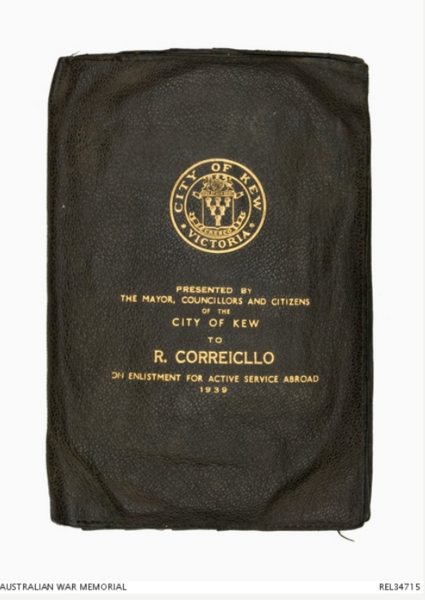 CITY OF KEW
VICTORIA
PRESENTED BY
THE MAYOR, COUNCILLORS AND CITIZENS
OF THE
CITY OF KEW
TO
R. CORREICLLO
ON ENLISTMENT FOR ACTIVE SERVICE ABROAD
1939
AUSTRALIAN WAR MEMORIAL
REL34715